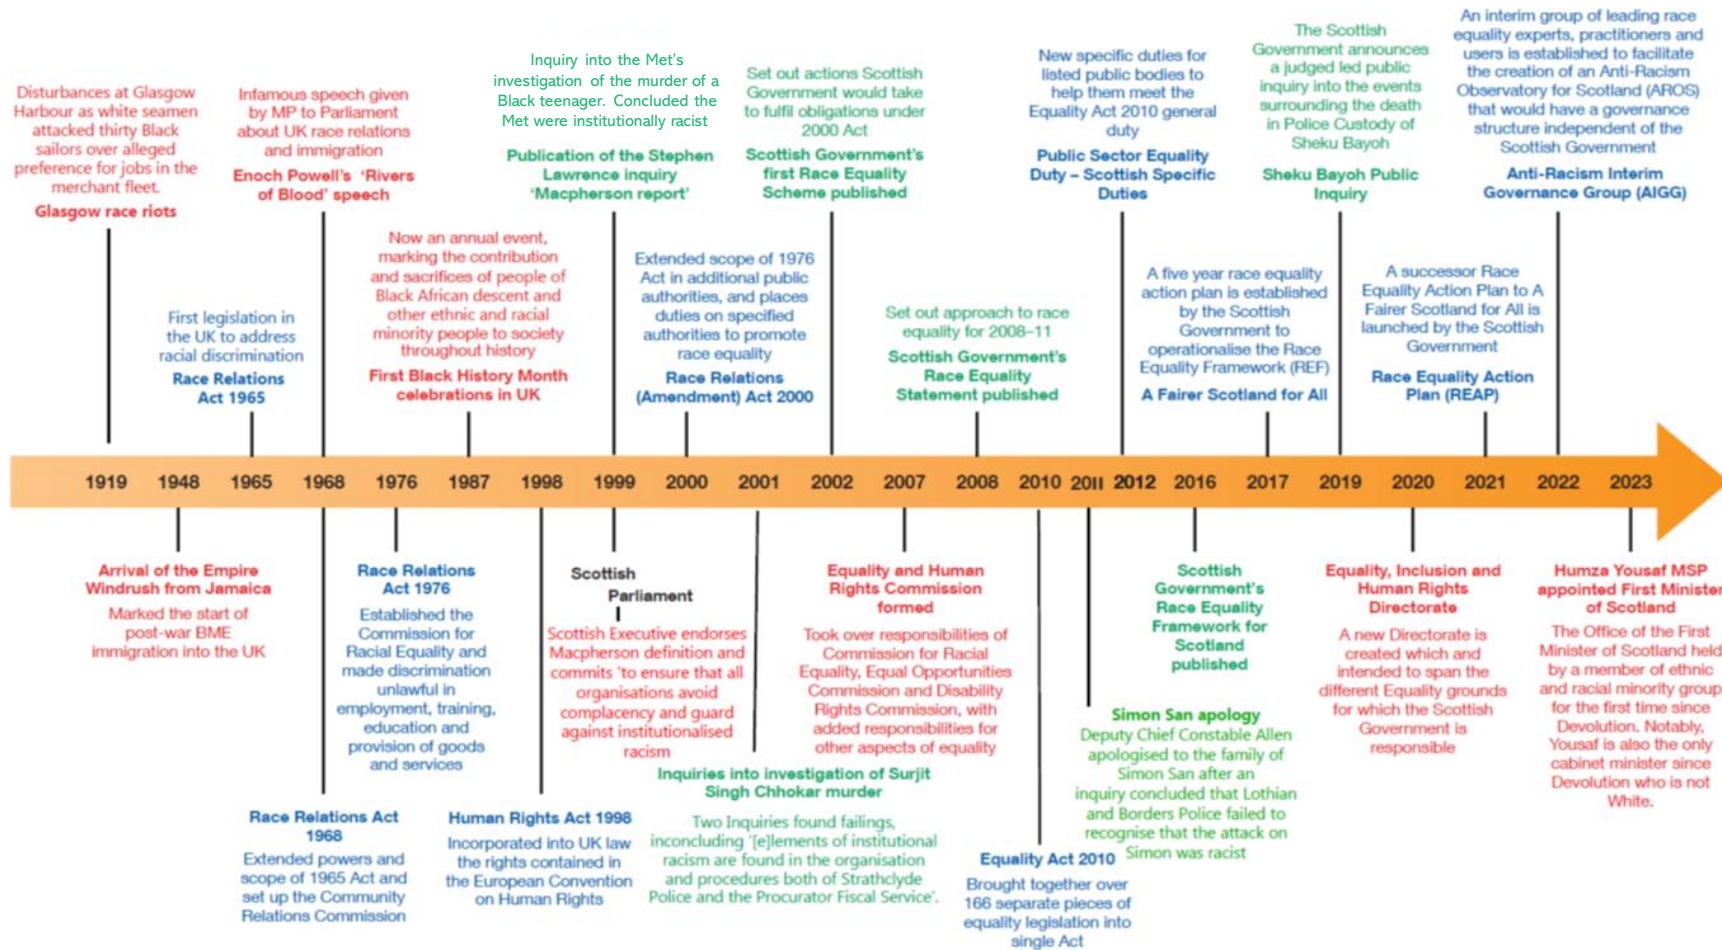 Disturbances at Glasgow
Harbour as white seamen
attacked thirty Black
sailors over alleged
preference for jobs in the
merchant fleet.
Glasgow race riots
First legislation in
the UK to address
racial discrimination
Race Relations
Act 1965
Infamous speech given
by MP to Parliament
about UK race relations
and immigration
Enoch Powell's 'Rivers
of Blood' speech
Now an annual event,
marking the contribution
and sacrifices of people of
Black African descent and
other ethnic and racial
minority people to society
throughout history
First Black History Month
celebrations in UK
Inquiry into the Met's
investigation of the murder of a
Black teenager. Concluded the
Met were institutionally racist
Publication of the Stephen
Lawrence inquiry
'Macpherson report'
Extended scope of 1976
Act in additional public
authorities, and places
duties on specified
authorities to promote
race equality
Race Relations
(Amendment) Act 2000
Set out actions Scottish
Government would take
to fulfil obligations under
2000 Act
Scottish Government's
first Race Equality
Scheme published
Set out approach to race
equality for 2008–11
Scottish Government's
Race Equality
Statement published
New specific duties for
listed public bodies to
help them meet the
Equality Act 2010 general
duty
Public Sector Equality
Duty – Scottish Specific
Duties
A five year race equality
action plan is established
by the Scottish
Government to
operationalise the Race
Equality Framework (REF)
A Fairer Scotland for All
The Scottish
Government announces
a judged led public
inquiry into the events
surrounding the death
in Police Custody of
Sheku Bayoh
Sheku Bayoh Public
Inquiry
A successor Race
Equality Action Plan to A
Fairer Scotland for All is
launched by the Scottish
Government
Race Equality Action
Plan (REAP)
An interim group of leading race
equality experts, practitioners and
users is established to facilitate
the creation of an Anti-Racism
Observatory for Scotland (AROS)
that would have a governance
structure independent of the
Scottish Government
Anti-Racism Interim
Governance Group (AIGG)
1919 1948 1965 1968 1976 1987 1998 1999 2000 2001 2002 2007 2008 2010 2011 2012 2016 2017 2019 2020 2021 2022 2023
Arrival of the Empire
Windrush from Jamaica
Marked the start of
post-war BME
immigration into the UK
Race Relations Act
1968
Extended powers and
scope of 1965 Act and
set up the Community
Relations Commission
Race Relations
Act 1976
Established the
Commission for
Racial Equality and
made discrimination
unlawful in
employment, training,
education and
provision of goods
and services
Human Rights Act 1998
Incorporated into UK law
the rights contained in
the European Convention
on Human Rights
Scottish
Parliament
Scottish Executive endorses
Macpherson definition and
commits 'to ensure that all
organisations avoid
complacency and guard
against institutionalised
racism
Inquiries into investigation of Surjit
Singh Chhokar murder
Two Inquiries found failings,
inconcluding '[e]lements of institutional
racism are found in the organisation
and procedures both of Strathclyde
Police and the Procurator Fiscal Service'.
Equality and Human
Rights Commission
formed
Took over responsibilities of
Commission for Racial
Equality, Equal Opportunities
Commission and Disability
Rights Commission, with
added responsibilities for
other aspects of equality
Equality Act 2010
Brought together over
166 separate pieces of
equality legislation into
single Act
Simon San apology
Deputy Chief Constable Allen
apologised to the family of
Simon San after an
inquiry concluded that Lothian
and Borders Police failed to
recognise that the attack on
Simon was racist
Scottish
Government's
Race Equality
Framework for
Scotland
published
Equality, Inclusion and
Human Rights
Directorate
A new Directorate is
created which and
intended to span the
different Equality grounds
for which the Scottish
Government is
responsible
Humza Yousaf MSP
appointed First Minister
of Scotland
The Office of the First
Minister of Scotland held
by a member of ethnic
and racial minority group
for the first time since
Devolution. Notably,
Yousaf is also the only
cabinet minister since
Devolution who is not
White.